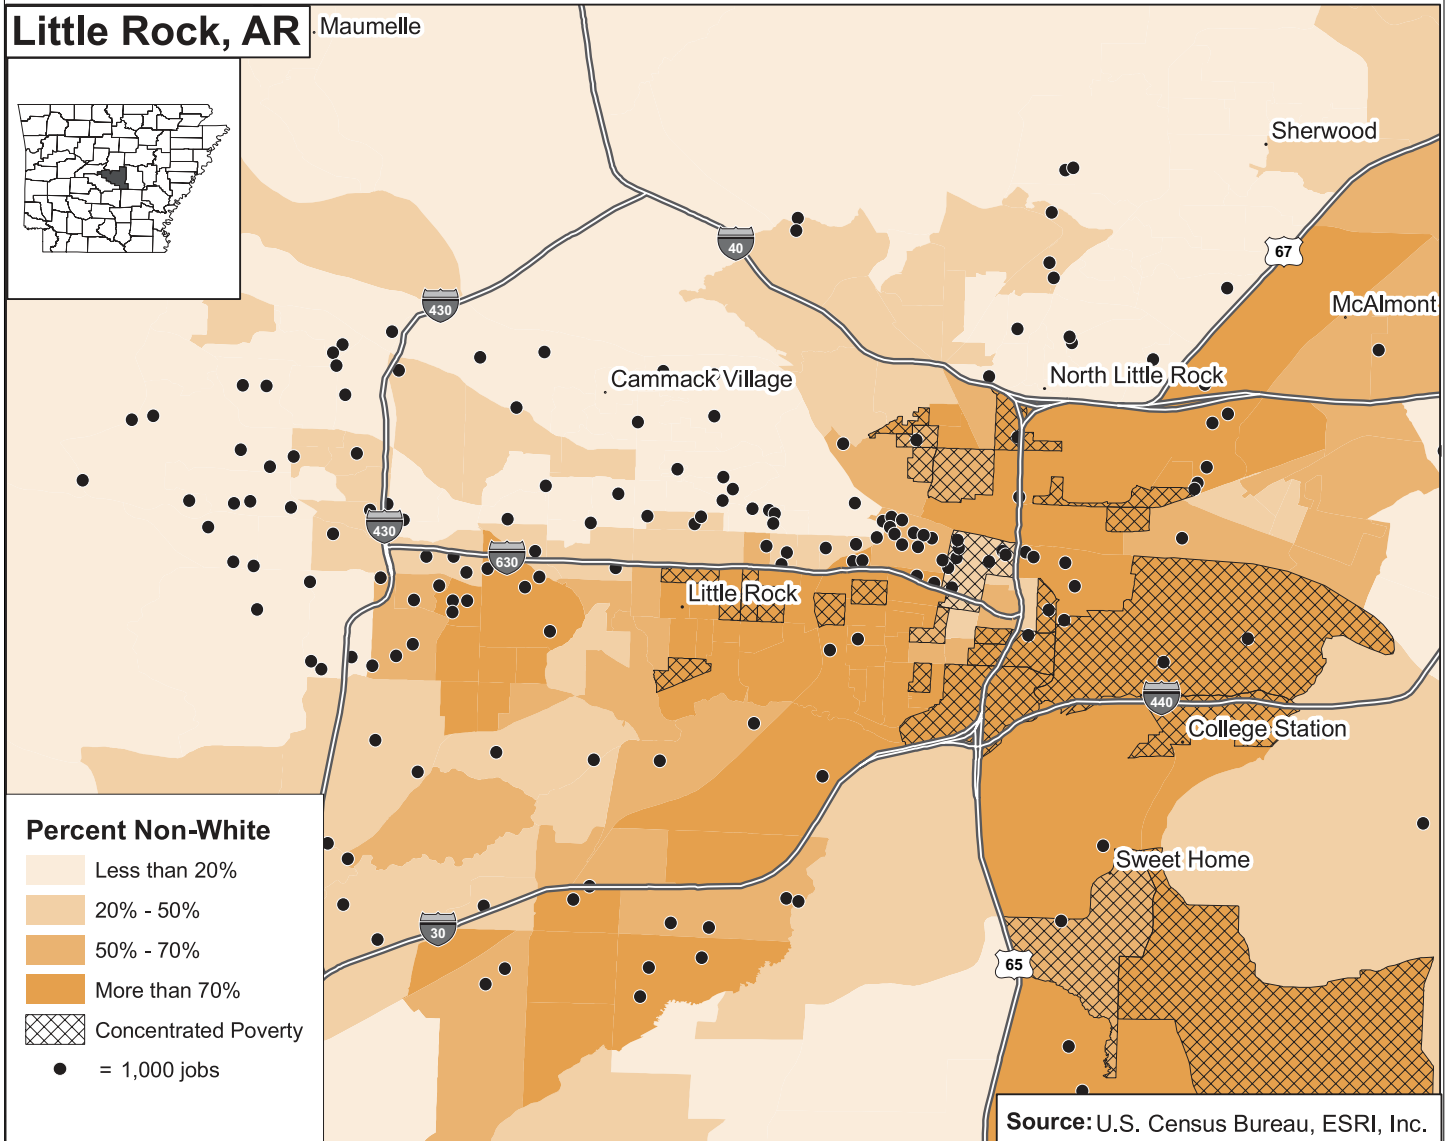 Little Rock, AR
Maumelle
Sherwood
40
67
430
McAlmont
Cammack Village
North Little Rock
430
630
Little Rock
440
College Station
Percent Non-White
Less than 20%
20% - 50%
50% - 70%
More than 70%
Concentrated Poverty
= 1,000 jobs
Sweet Home
30
65
Source: U.S. Census Bureau, ESRI, Inc.